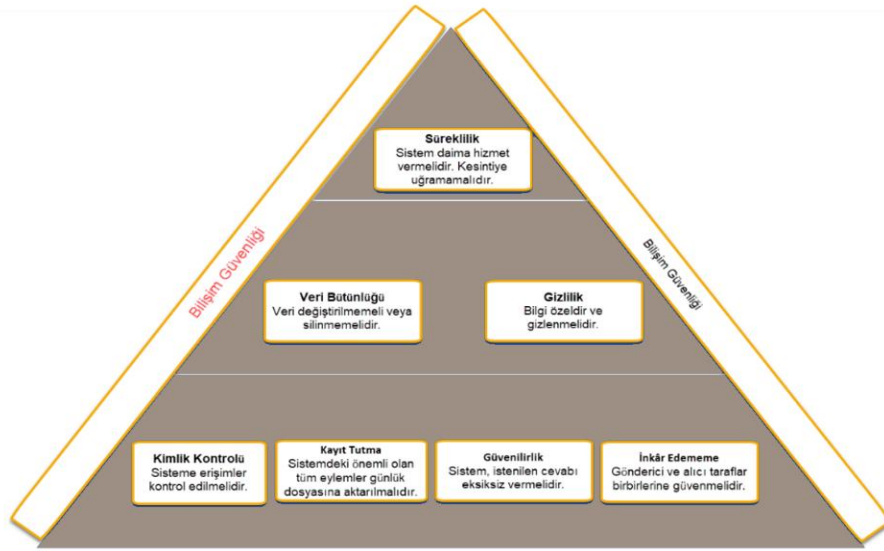 Süreklilik
Sistem daima hizmet
vermelidir. Kesintiye
uğramamalıdır.
Bilişim Güvenliği
Bilişim Güvenliği
Veri Bütünlüğü
Veri değiştirilmemeli veya
silinmemelidir.
Gizlilik
Bilgi özeldir ve
gizlenmelidir.
Kimlik Kontrolü
Sisteme erişimler
kontrol edilmelidir.
Kayıt Tutma
Sistemdeki önemli olan
tüm eylemler günlük
dosyasına aktarılmalıdır.
Güvenilirlik
Sistem, istenilen cevabı
eksiksiz vermelidir.
İnkâr Edememe
Gönderici ve alıcı taraflar
birbirlerine güvenmelidir.